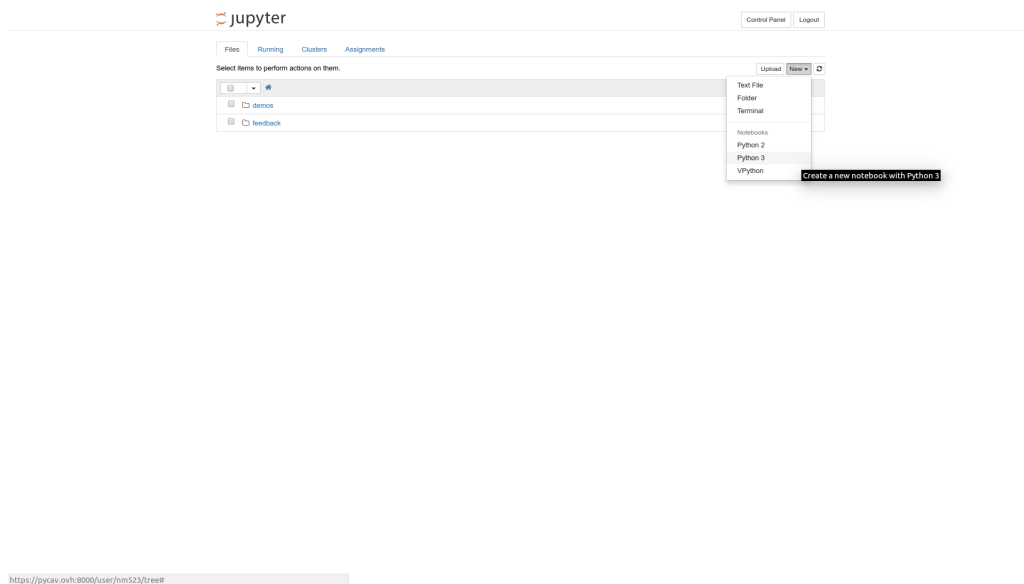 jupyter
Control Panel Logout
Files Running Clusters Assignments
Select items to perform actions on them.
Upload New
demos
feedback
Text File
Folder
Terminal
Notebooks
Python 2
Python 3
VPython
Create a new notebook with Python 3
https://pycav.ovh:8000/user/nm523/tree#